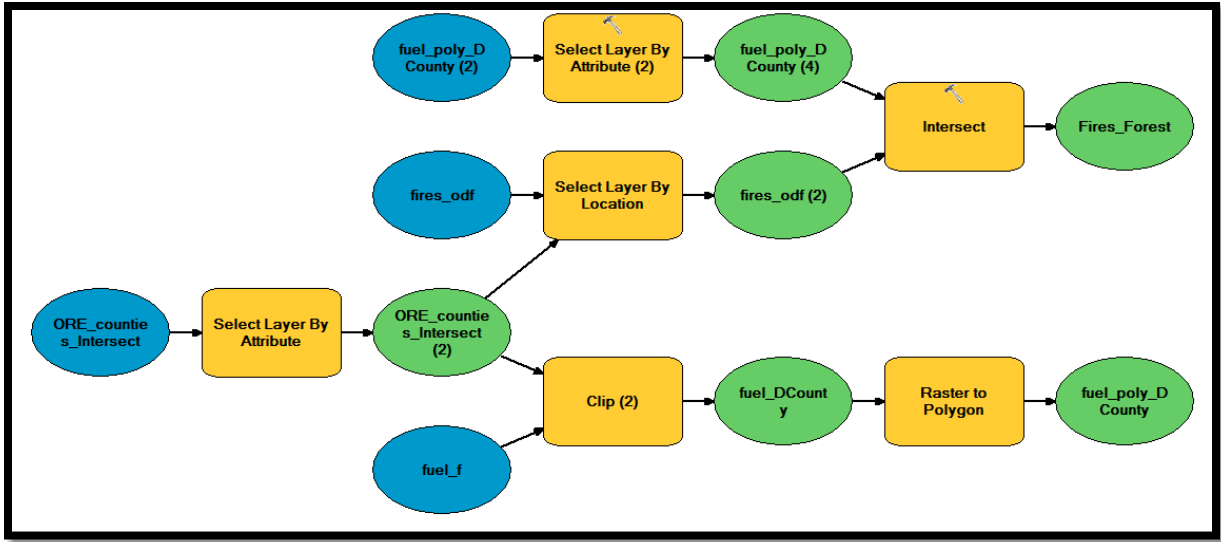 fuel_poly_D
County (2)
Select Layer By
Attribute (2)
fuel_poly_D
County (4)
Intersect
Fires_Forest
fires_odf
Select Layer By
Location
fires_odf (2)
ORE_countie
s_Intersect
Select Layer By
Attribute
ORE_countie
s_Intersect
(2)
Clip (2)
fuel_DCount
y
Raster to
Polygon
fuel_poly_D
County
fuel_f